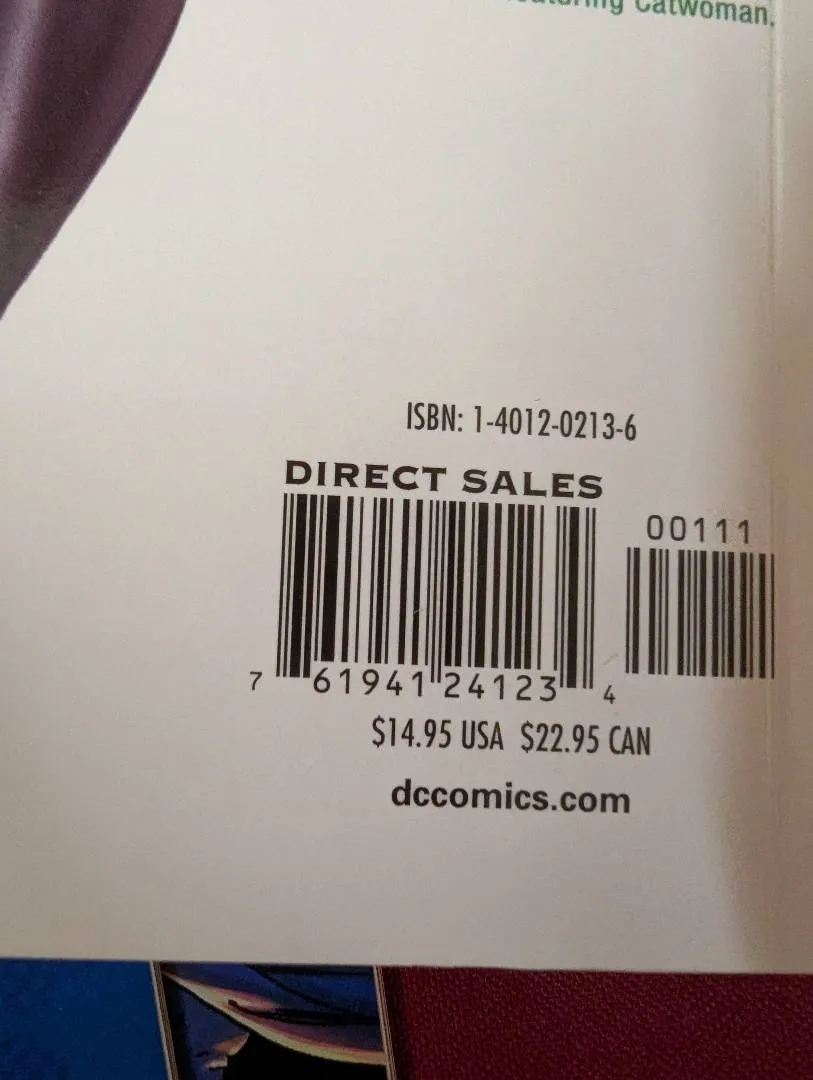 Catwoman.
ISBN: 1-4012-0213-6
DIRECT SALES
00111
7 61941 24123 4
$14.95 USA $22.95 CAN
dccomics.com